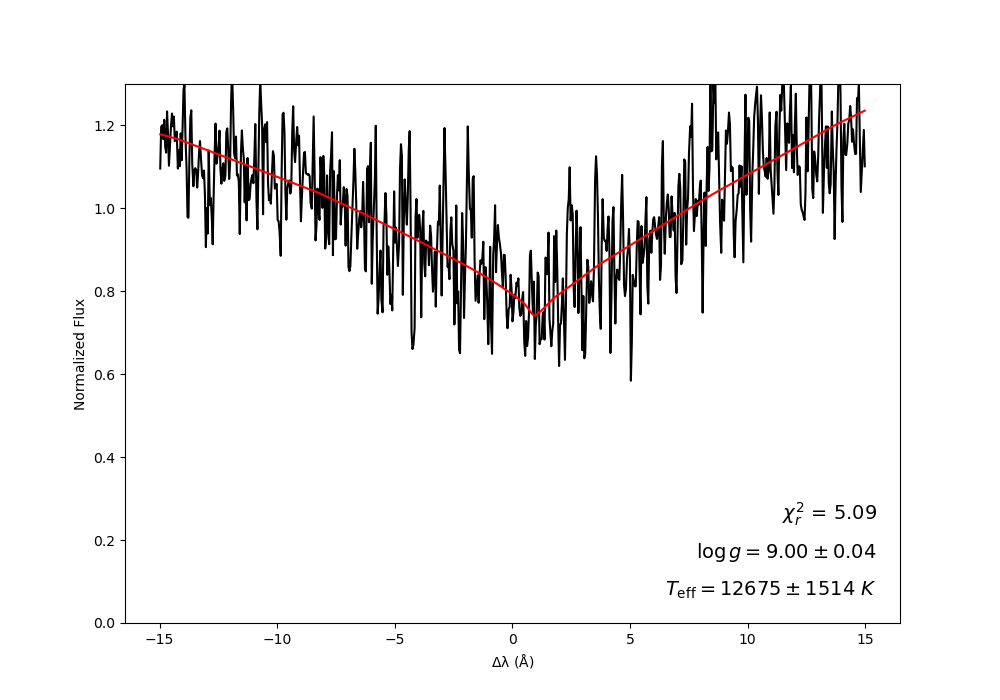 1.2
1.0
0.8
0.6
0.4
0.2
0.0
Normalized Flux
χ²ᵣ = 5.09
log g = 9.00 ± 0.04
T_eff = 12675 ± 1514 K
−15 −10 −5 0 5 10 15
Δλ (Å)